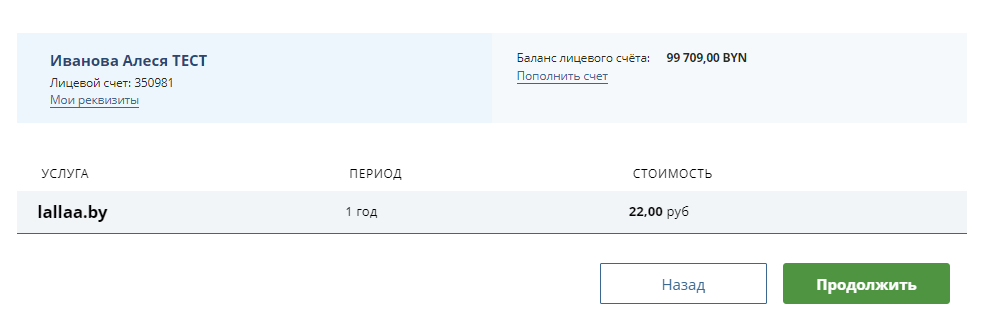 Иванова Алеся ТЕСТ
Лицевой счет: 350981
Мои реквизиты
Баланс лицевого счёта: 99 709,00 BYN
Пополнить счет
УСЛУГА ПЕРИОД СТОИМОСТЬ
lallaa.by 1 год 22,00 руб
Назад Продолжить